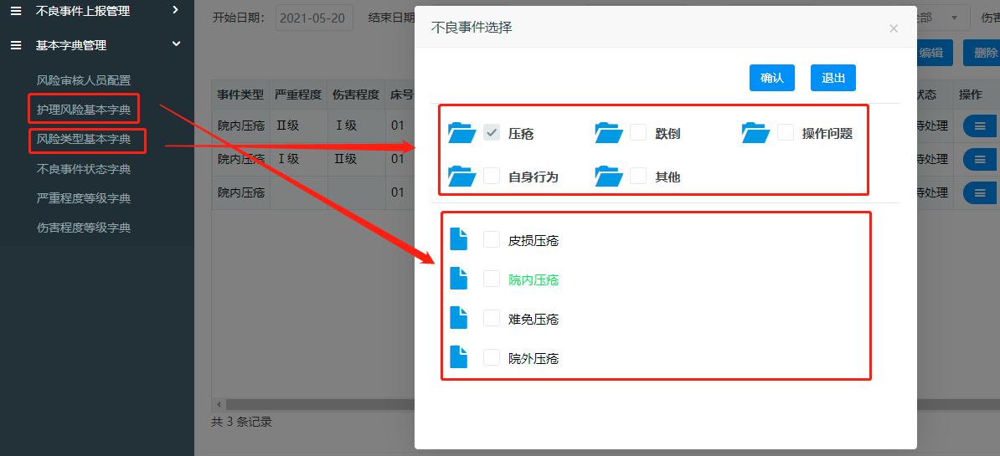 不良事件上报管理
基本字典管理
风险审核人员配置
护理风险基本字典
风险类型基本字典
不良事件状态字典
严重程度等级字典
伤害程度等级字典
开始日期: 2021-05-20 结束日期
全部
伤害
编辑 删除
事件类型 严重程度 伤害程度 床号 状态 操作
院内压疮 Ⅱ级 Ⅰ级 01 待处理
院内压疮 Ⅰ级 Ⅱ级 01 待处理
院内压疮 01 待处理
共 3 条记录
不良事件选择 ×
确认 退出
压疮 跌倒 操作问题
自身行为 其他
皮损压疮
院内压疮
难免压疮
院外压疮